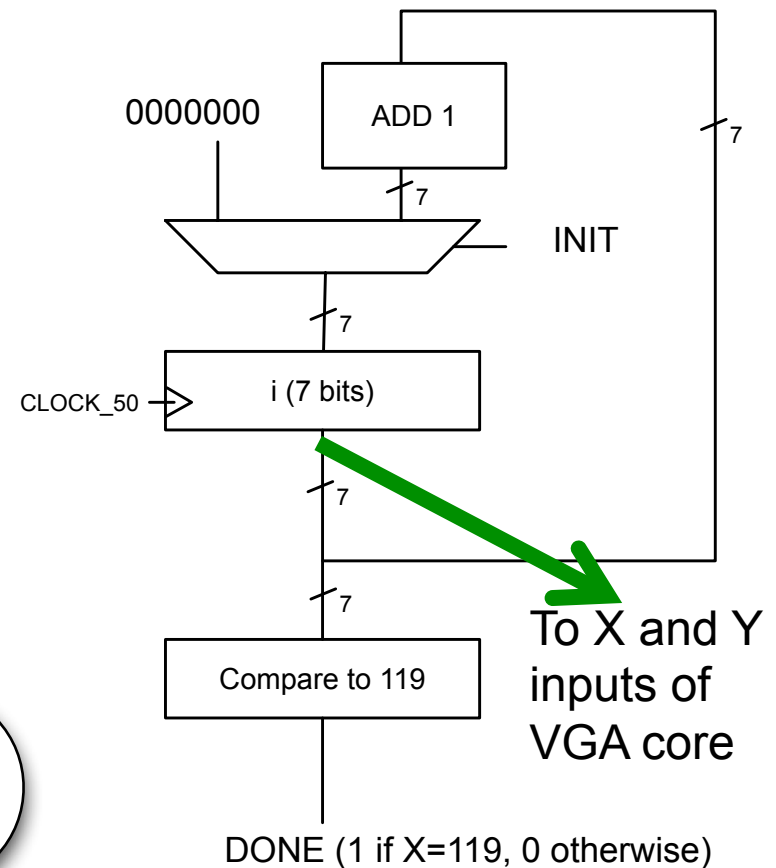 0000000
ADD 1
7
7
INIT
7
CLOCK_50
i (7 bits)
7
7
To X and Y
inputs of
VGA core
Compare to 119
DONE (1 if X=119, 0 otherwise)